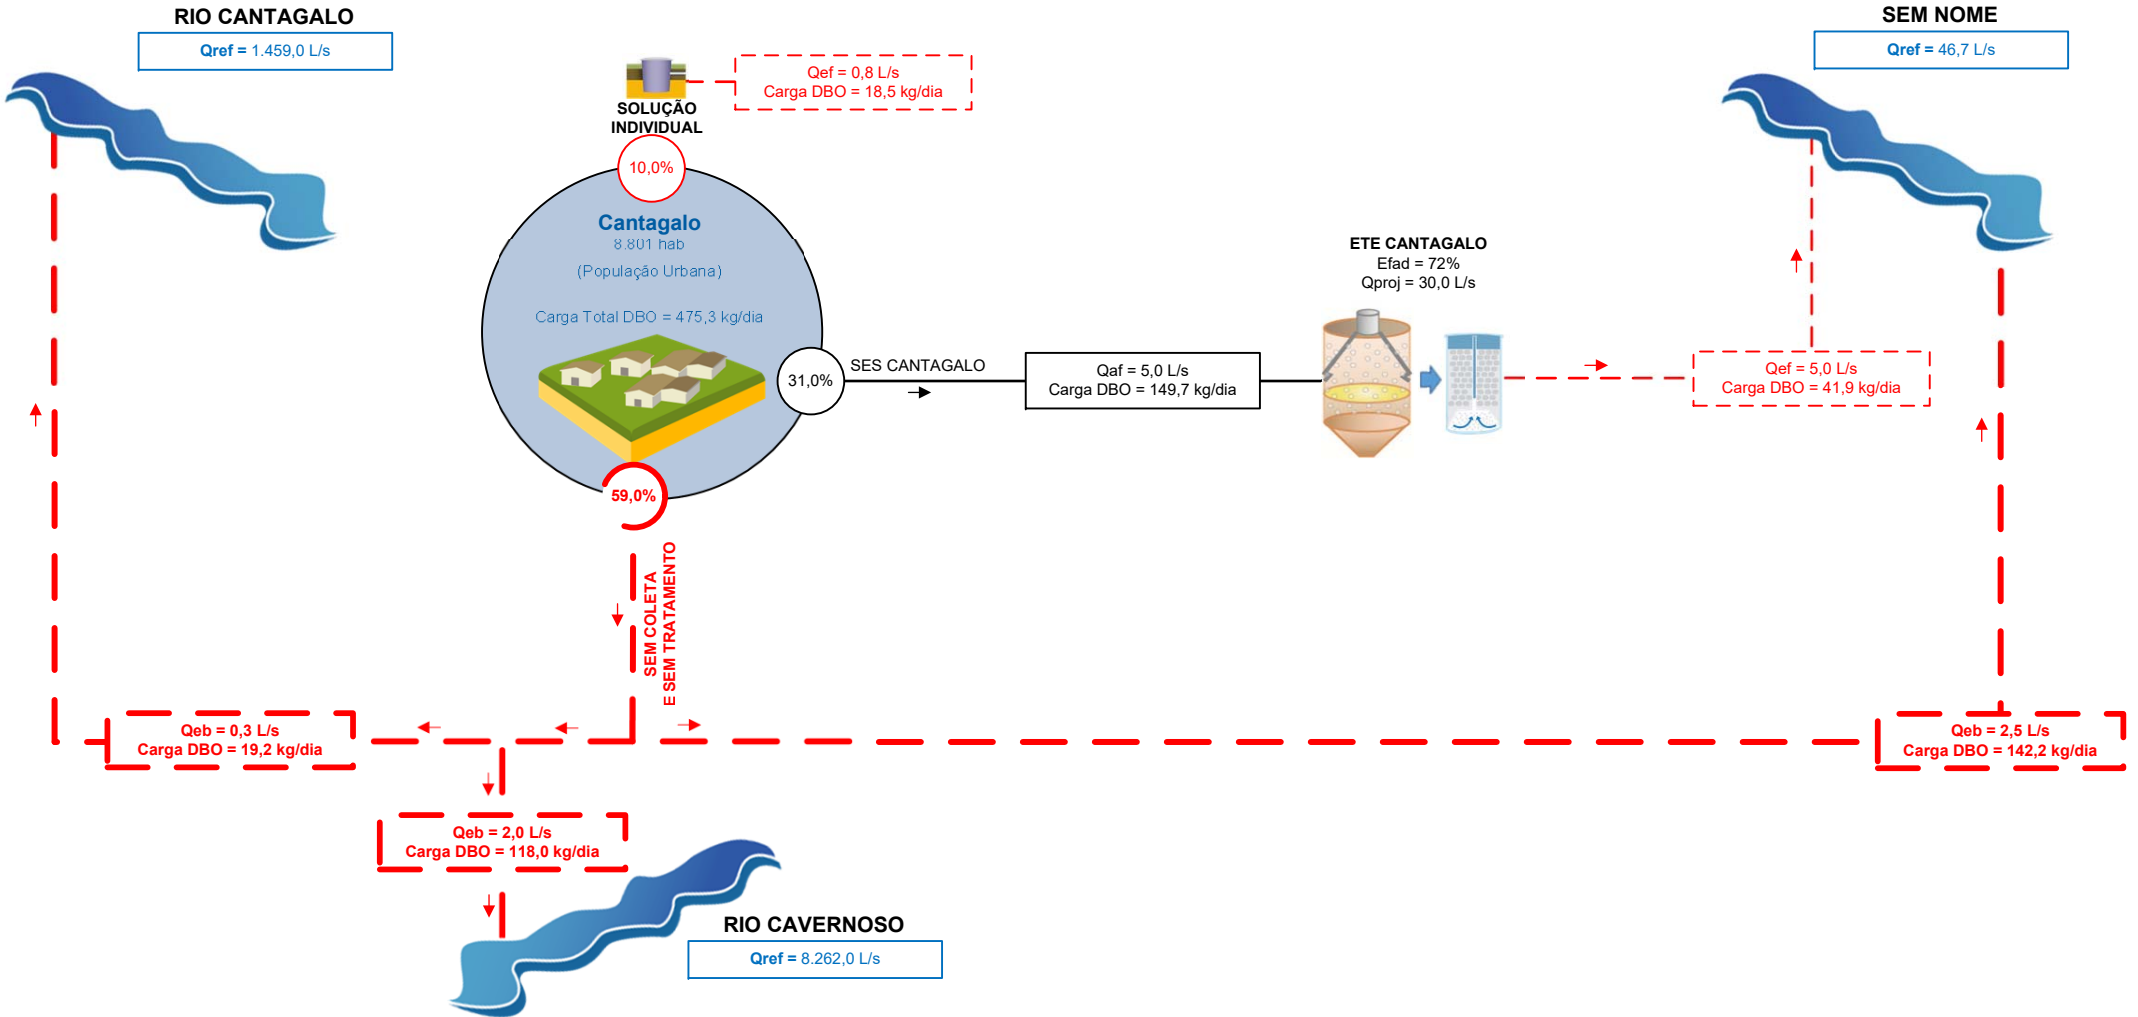 RIO CANTAGALO
Qref = 1.459,0 L/s
SEM NOME
Qref = 46,7 L/s
Qef = 0,8 L/s
Carga DBO = 18,5 kg/dia
SOLUÇÃO
INDIVIDUAL
10,0%
Cantagalo
8.801 hab
(População Urbana)
Carga Total DBO = 475,3 kg/dia
31,0%
SES CANTAGALO
Qaf = 5,0 L/s
Carga DBO = 149,7 kg/dia
ETE CANTAGALO
Efad = 72%
Qproj = 30,0 L/s
Qef = 5,0 L/s
Carga DBO = 41,9 kg/dia
59,0%
SEM COLETA
E SEM TRATAMENTO
Qeb = 0,3 L/s
Carga DBO = 19,2 kg/dia
Qeb = 2,5 L/s
Carga DBO = 142,2 kg/dia
Qeb = 2,0 L/s
Carga DBO = 118,0 kg/dia
RIO CAVERNOSO
Qref = 8.262,0 L/s